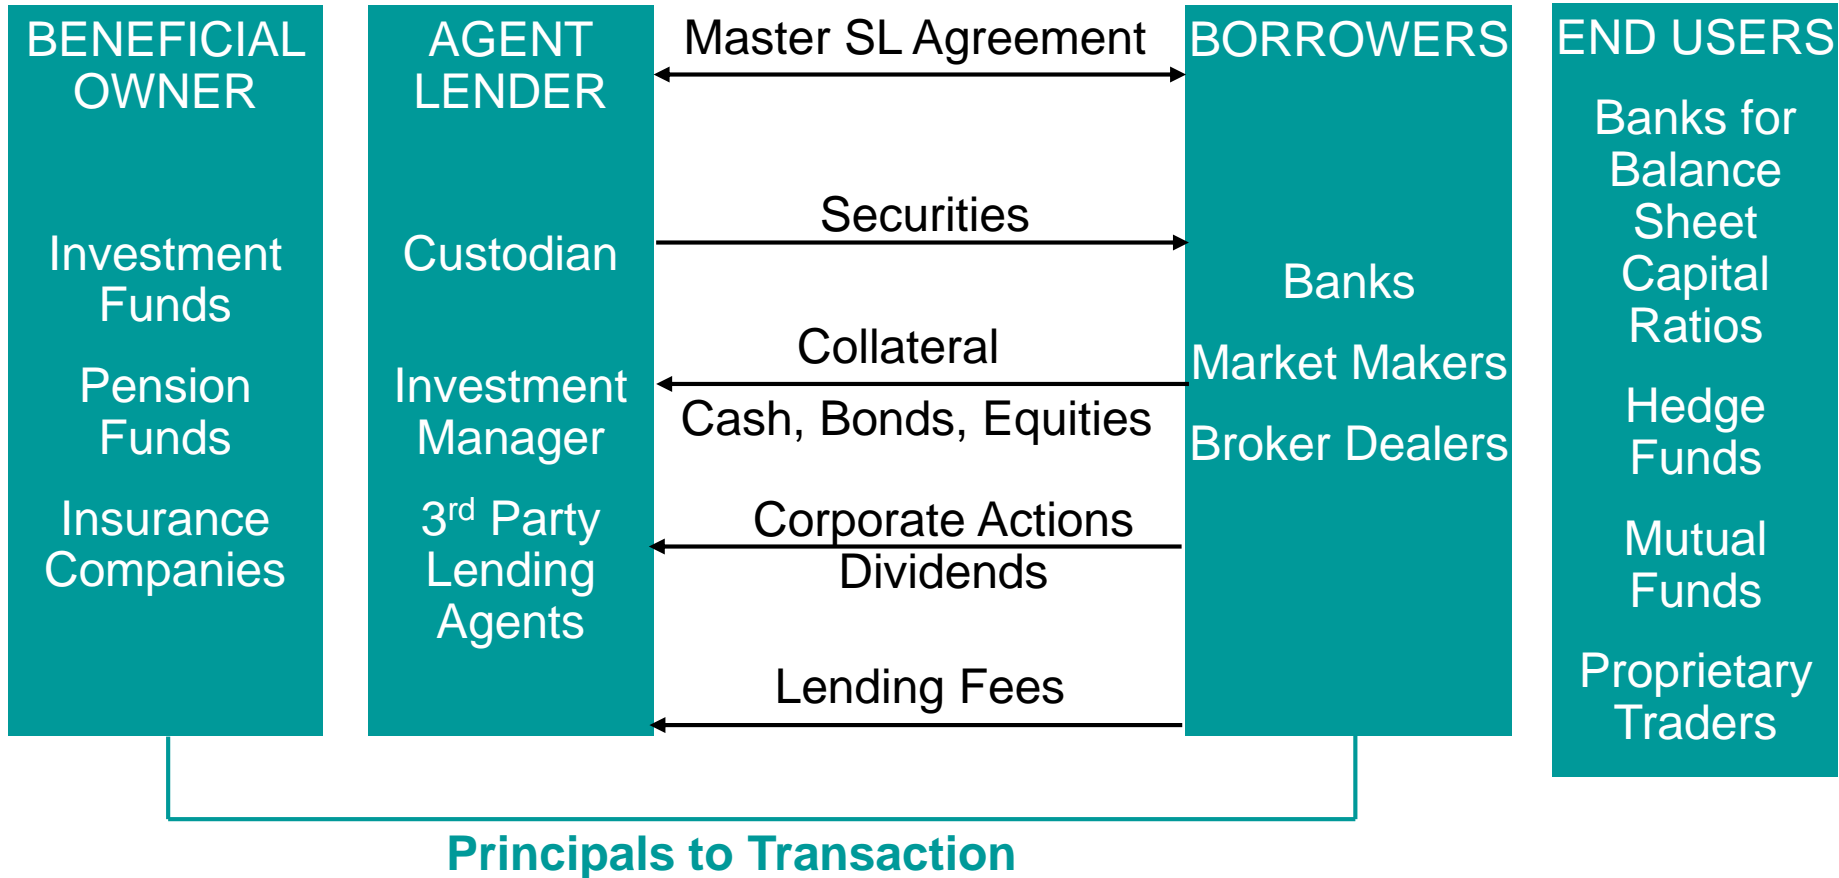 BENEFICIAL
OWNER
Investment
Funds
Pension
Funds
Insurance
Companies
AGENT
LENDER
Custodian
Investment
Manager
3rd Party
Lending
Agents
Master SL Agreement
Securities
Collateral
Cash, Bonds, Equities
Corporate Actions
Dividends
Lending Fees
BORROWERS
Banks
Market Makers
Broker Dealers
END USERS
Banks for
Balance
Sheet
Capital
Ratios
Hedge
Funds
Mutual
Funds
Proprietary
Traders
Principals to Transaction